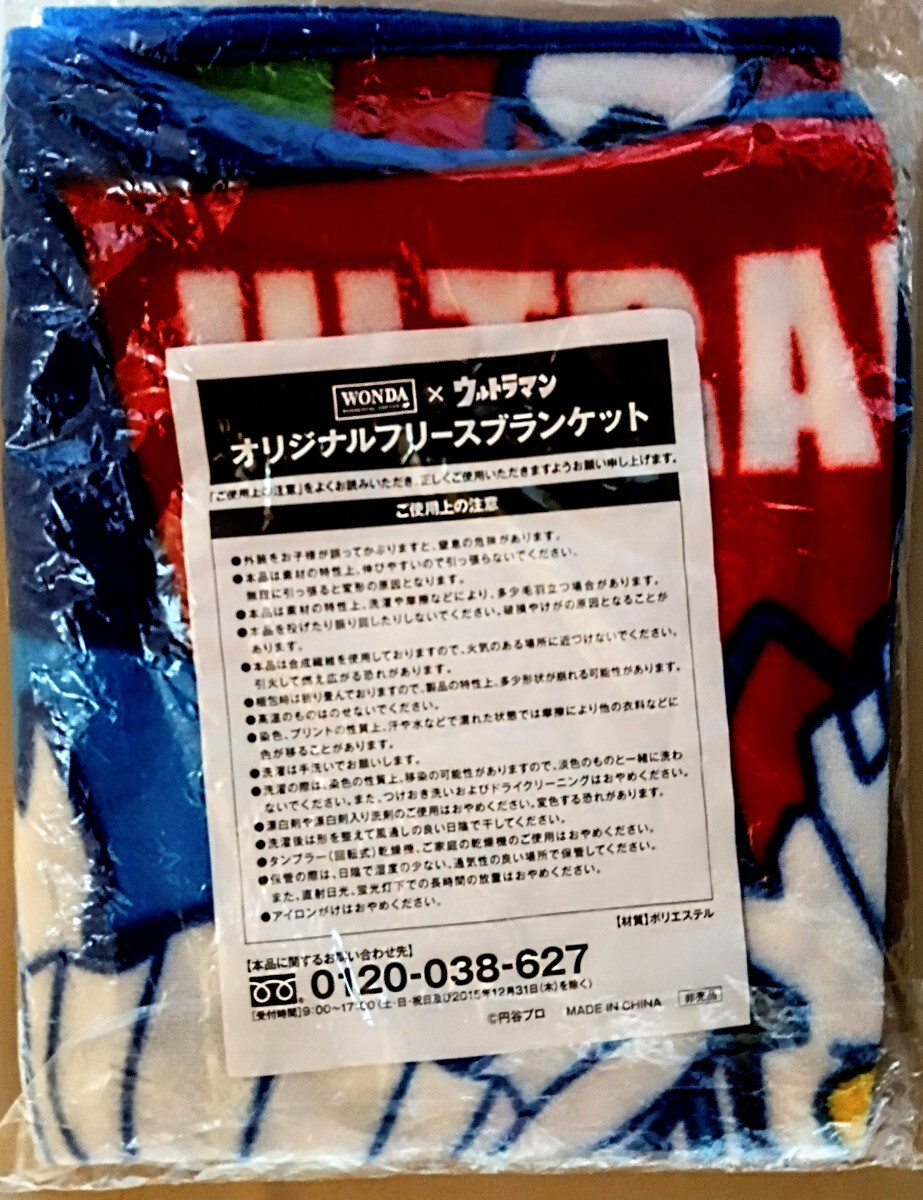 ULTRA
WONDA × ウルトラマン
オリジナルフリースブランケット
「ご使用上の注意」をよくお読みいただき、正しくご使用いただきますようお願い申し上げます。
ご使用上の注意
●外装をお子様が誤ってかぶりますと、窒息の危険があります。
●本品は素材の特性上、伸びやすいので引っ張らないでください。
無理に引っ張ると変形の原因となります。
●本品は素材の特性上、洗濯や摩擦などにより、多少毛羽立つ場合があります。
●本品を投げたり振り回したりしないでください。破損やけがの原因となることが
あります。
●本品は合成繊維を使用しておりますので、火気のある場所に近づけないでください。
引火して燃え広がる恐れがあります。
●梱包時は折り畳んでおりますので、製品の特性上、多少形状が崩れる可能性があります。
●高温のものはのせないでください。
●染色、プリントの性質上、汗や水などで濡れた状態では摩擦により他の衣料などに
色が移ることがあります。
●洗濯は手洗いでお願いします。
●洗濯の際は、染色の性質上、移染の可能性がありますので、淡色のものと一緒に洗わ
ないでください。また、つけおき洗いおよびドライクリーニングはおやめください。
●漂白剤や漂白剤入り洗剤のご使用はおやめください。変色する恐れがあります。
●洗濯後は形を整えて風通しの良い日陰で干してください。
●タンブラー(回転式)乾燥機、ご家庭の乾燥機のご使用はおやめください。
●保管の際は、日陰で湿度の少ない、通気性の良い場所で保管してください。
また、直射日光、蛍光灯下での長時間の放置はおやめください。
●アイロンがけはおやめください。
【材質】ポリエステル
【本品に関するお問い合わせ先】
0120-038-627
[受付時間]9:00～17:00(土・日・祝日及び2015年12月31日(木)を除く)
©円谷プロ MADE IN CHINA 非売品